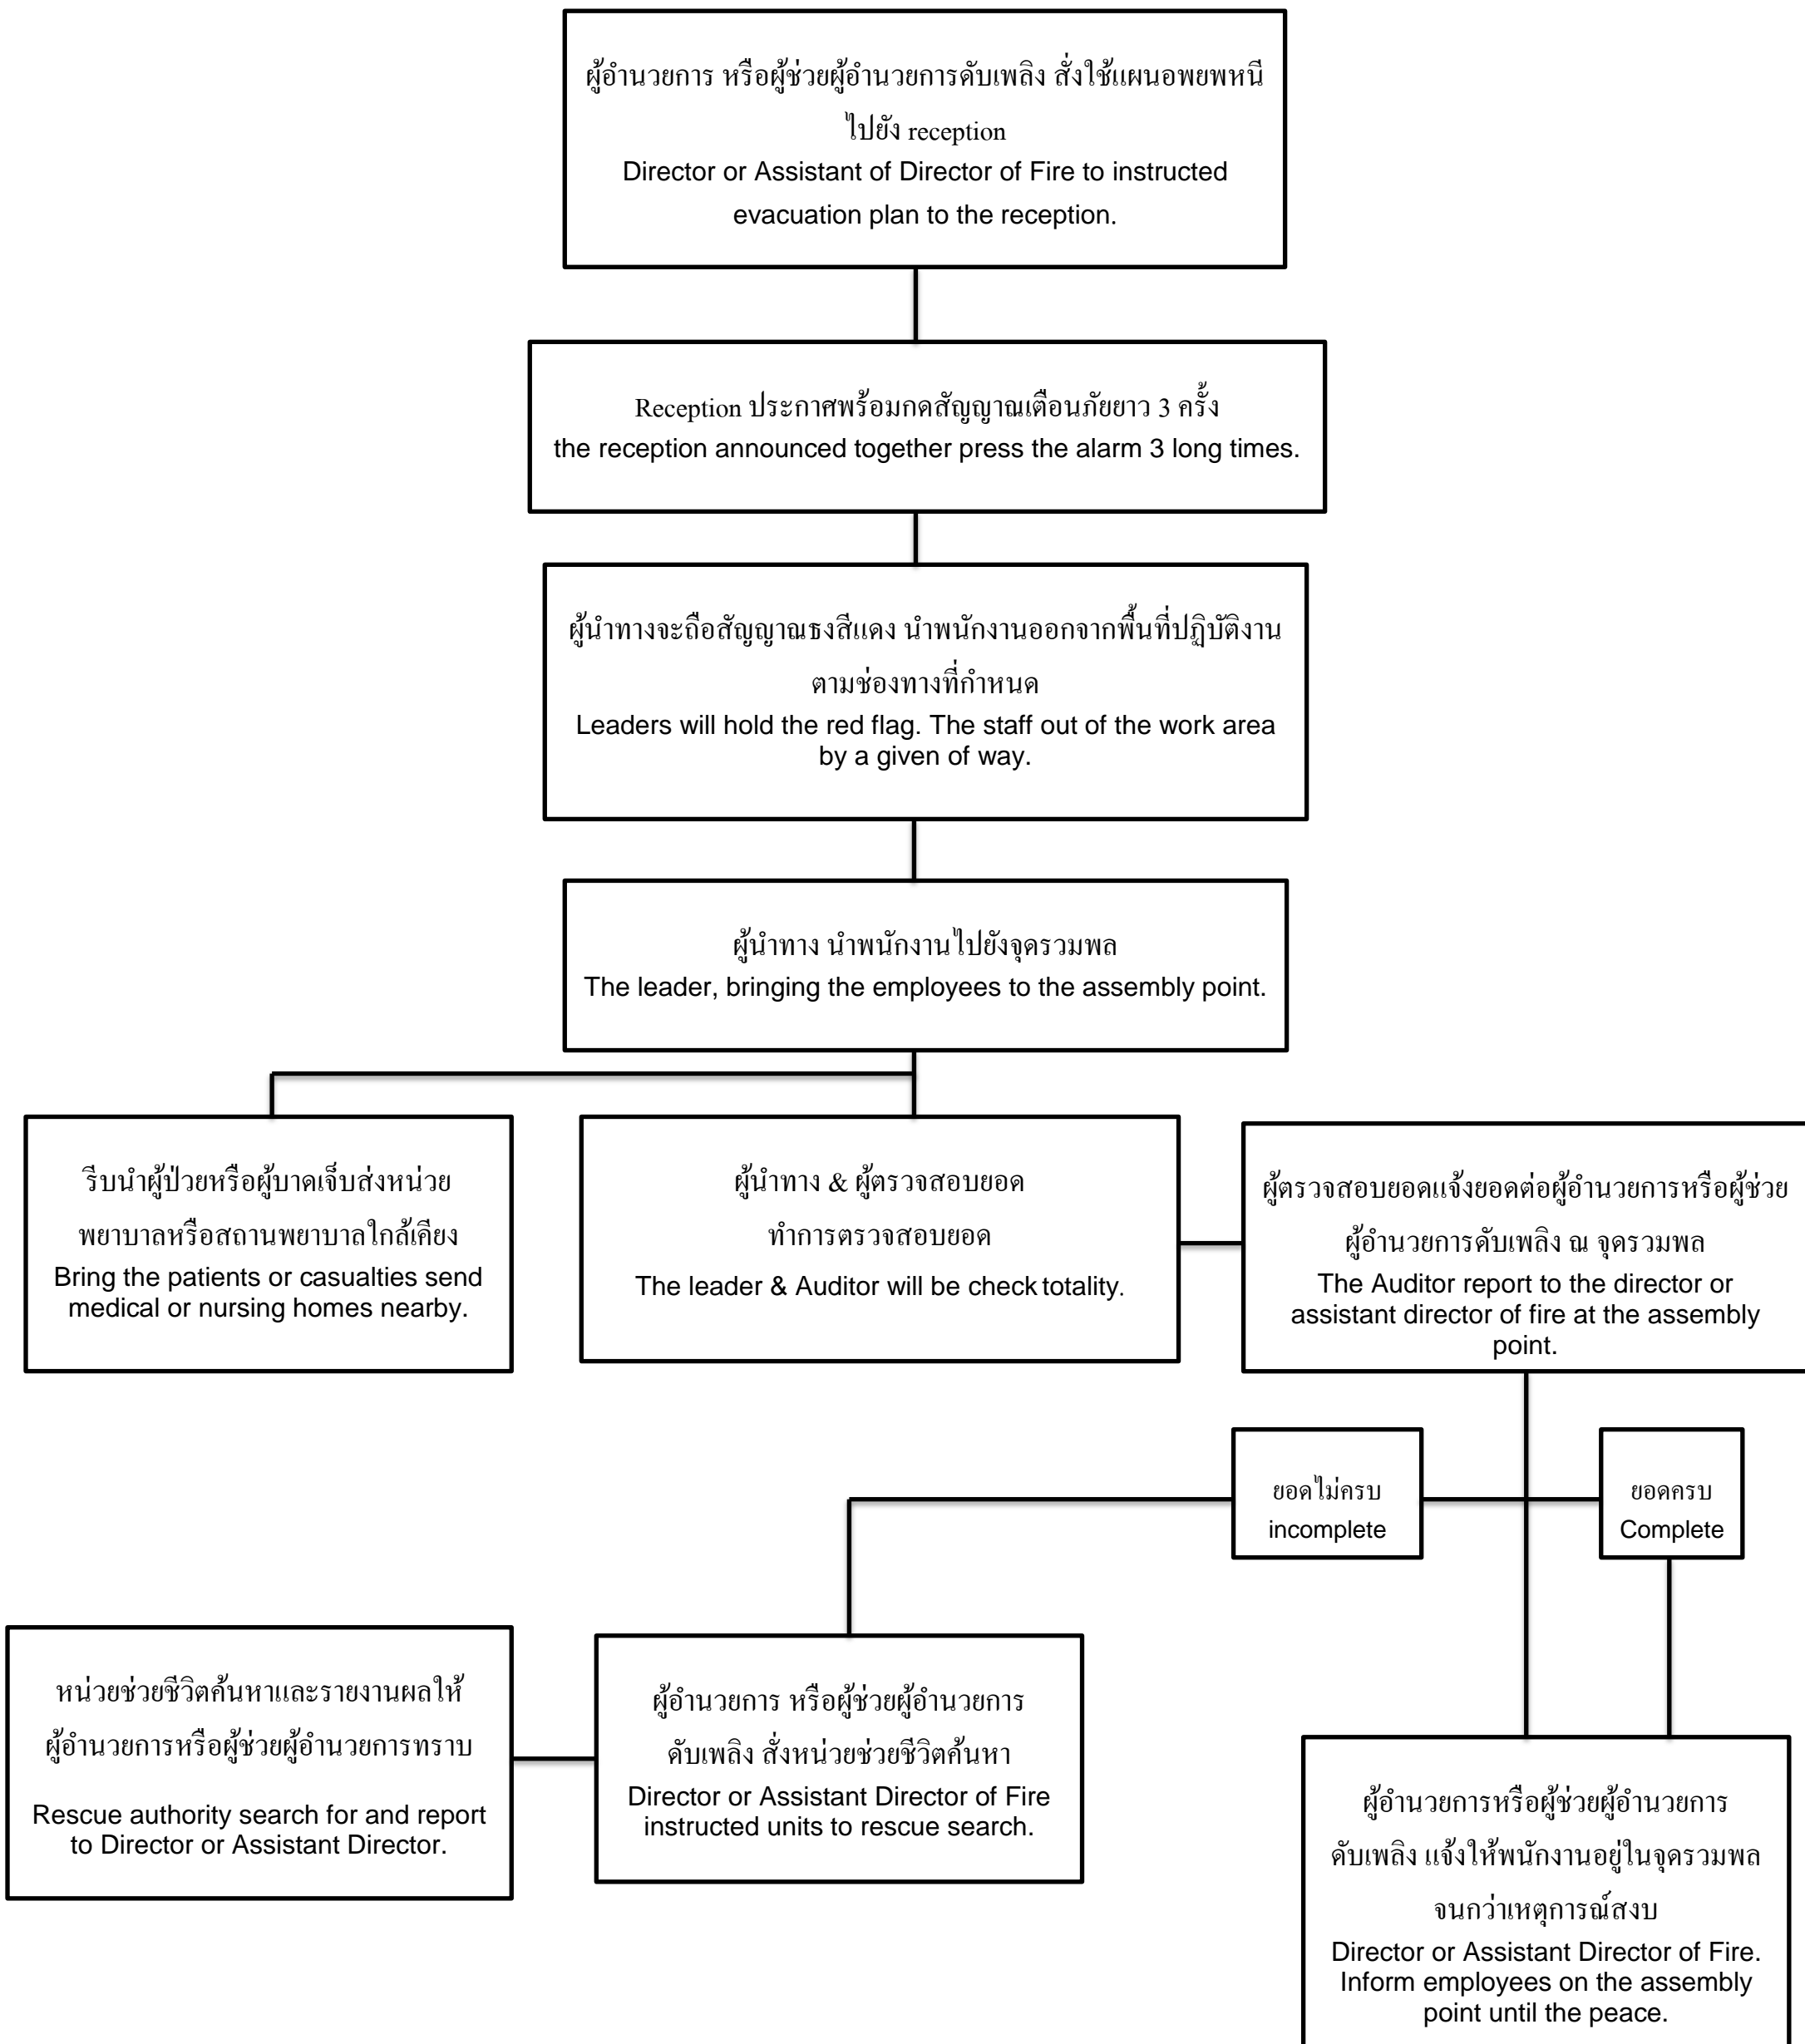 ผู้อำนวยการ หรือผู้ช่วยผู้อำนวยการดับเพลิง สั่งใช้แผนอพยพหนี
ไปยัง reception
Director or Assistant of Director of Fire to instructed
evacuation plan to the reception.
Reception ประกาศพร้อมกดสัญญาณเตือนภัยยาว 3 ครั้ง
the reception announced together press the alarm 3 long times.
ผู้นำทางจะถือสัญญาณธงสีแดง นำพนักงานออกจากพื้นที่ปฏิบัติงาน
ตามช่องทางที่กำหนด
Leaders will hold the red flag. The staff out of the work area
by a given of way.
ผู้นำทาง นำพนักงานไปยังจุดรวมพล
The leader, bringing the employees to the assembly point.
รีบนำผู้ป่วยหรือผู้บาดเจ็บส่งหน่วย
พยาบาลหรือสถานพยาบาลใกล้เคียง
Bring the patients or casualties send
medical or nursing homes nearby.
ผู้นำทาง & ผู้ตรวจสอบยอด
ทำการตรวจสอบยอด
The leader & Auditor will be check totality.
ผู้ตรวจสอบยอดแจ้งยอดต่อผู้อำนวยการหรือผู้ช่วย
ผู้อำนวยการดับเพลิง ณ จุดรวมพล
The Auditor report to the director or
assistant director of fire at the assembly
point.
ยอดไม่ครบ
incomplete
ยอดครบ
Complete
หน่วยช่วยชีวิตค้นหาและรายงานผลให้
ผู้อำนวยการหรือผู้ช่วยผู้อำนวยการทราบ
Rescue authority search for and report
to Director or Assistant Director.
ผู้อำนวยการ หรือผู้ช่วยผู้อำนวยการ
ดับเพลิง สั่งหน่วยช่วยชีวิตค้นหา
Director or Assistant Director of Fire
instructed units to rescue search.
ผู้อำนวยการหรือผู้ช่วยผู้อำนวยการ
ดับเพลิง แจ้งให้พนักงานอยู่ในจุดรวมพล
จนกว่าเหตุการณ์สงบ
Director or Assistant Director of Fire.
Inform employees on the assembly
point until the peace.